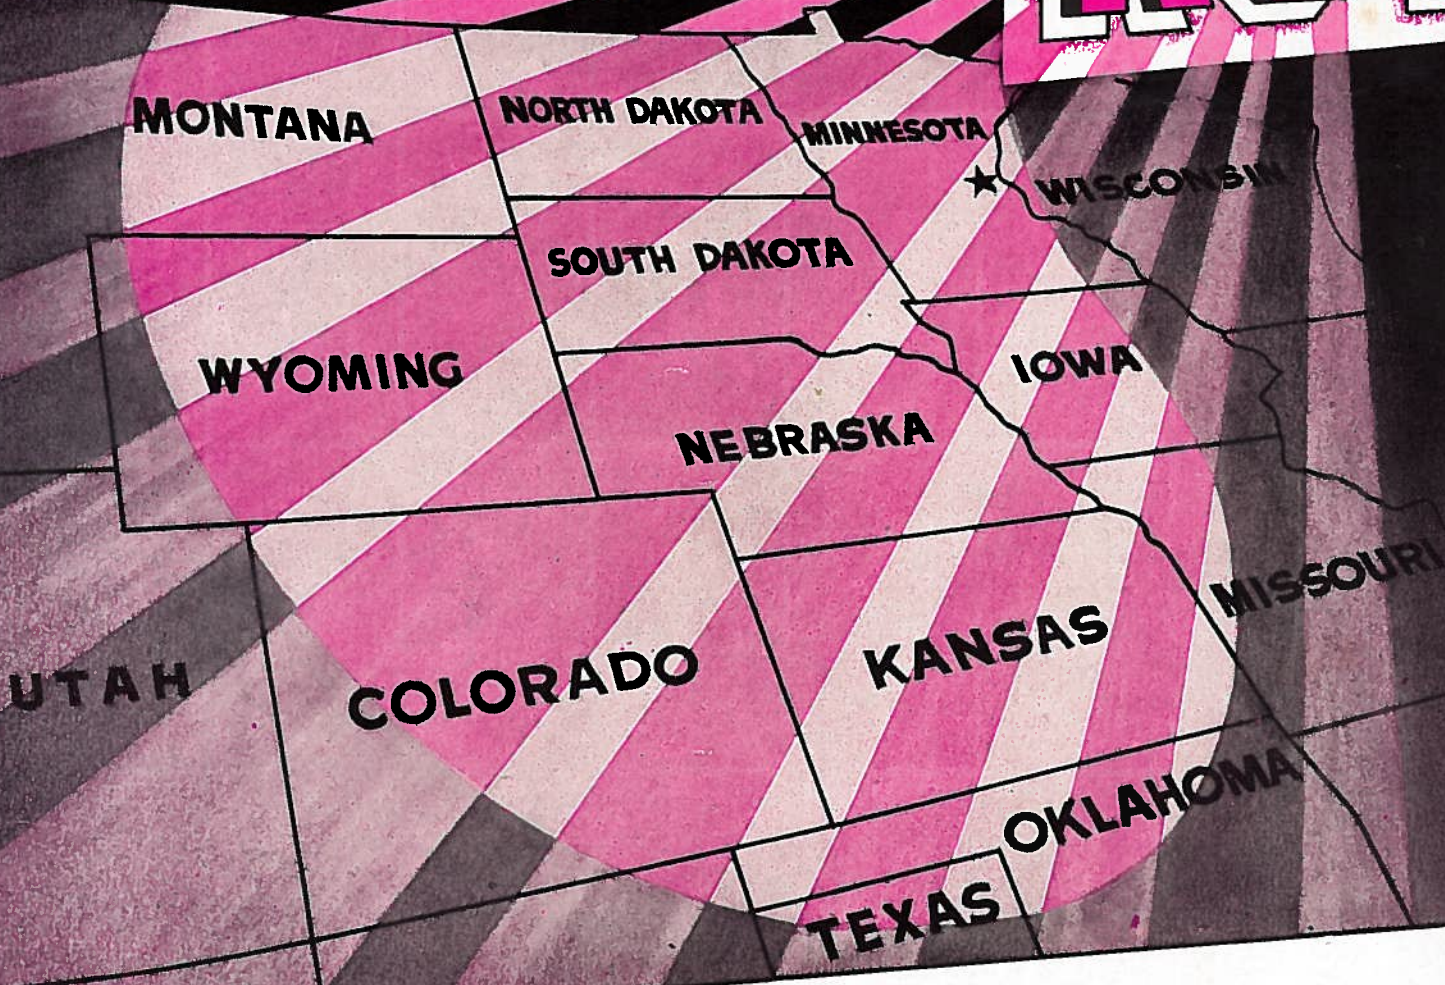 MONTANA
NORTH DAKOTA
MINNESOTA
WISCONSIN
SOUTH DAKOTA
WYOMING
IOWA
NEBRASKA
MISSOURI
KANSAS
UTAH
COLORADO
OKLAHOMA
TEXAS